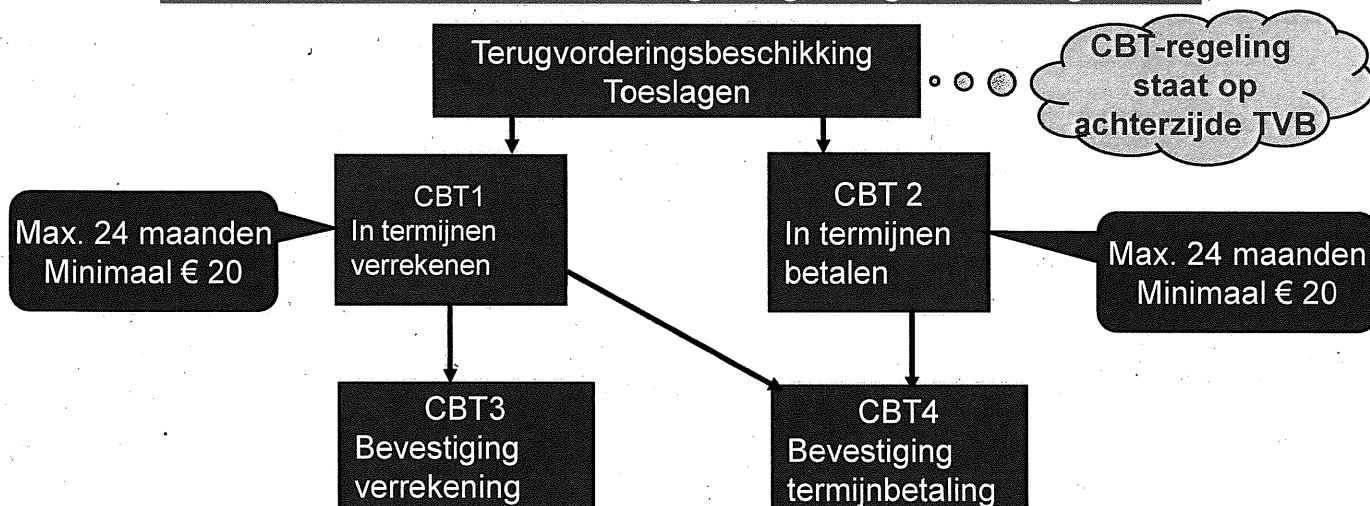 Terugvorderingsbeschikking
Toeslagen
CBT-regeling
staat op
achterzijde TVB
CBT1
In termijnen
verrekenen
CBT 2
In termijnen
betalen
Max. 24 maanden
Minimaal € 20
Max. 24 maanden
Minimaal € 20
CBT3
Bevestiging
verrekening
CBT4
Bevestiging
termijnbetaling